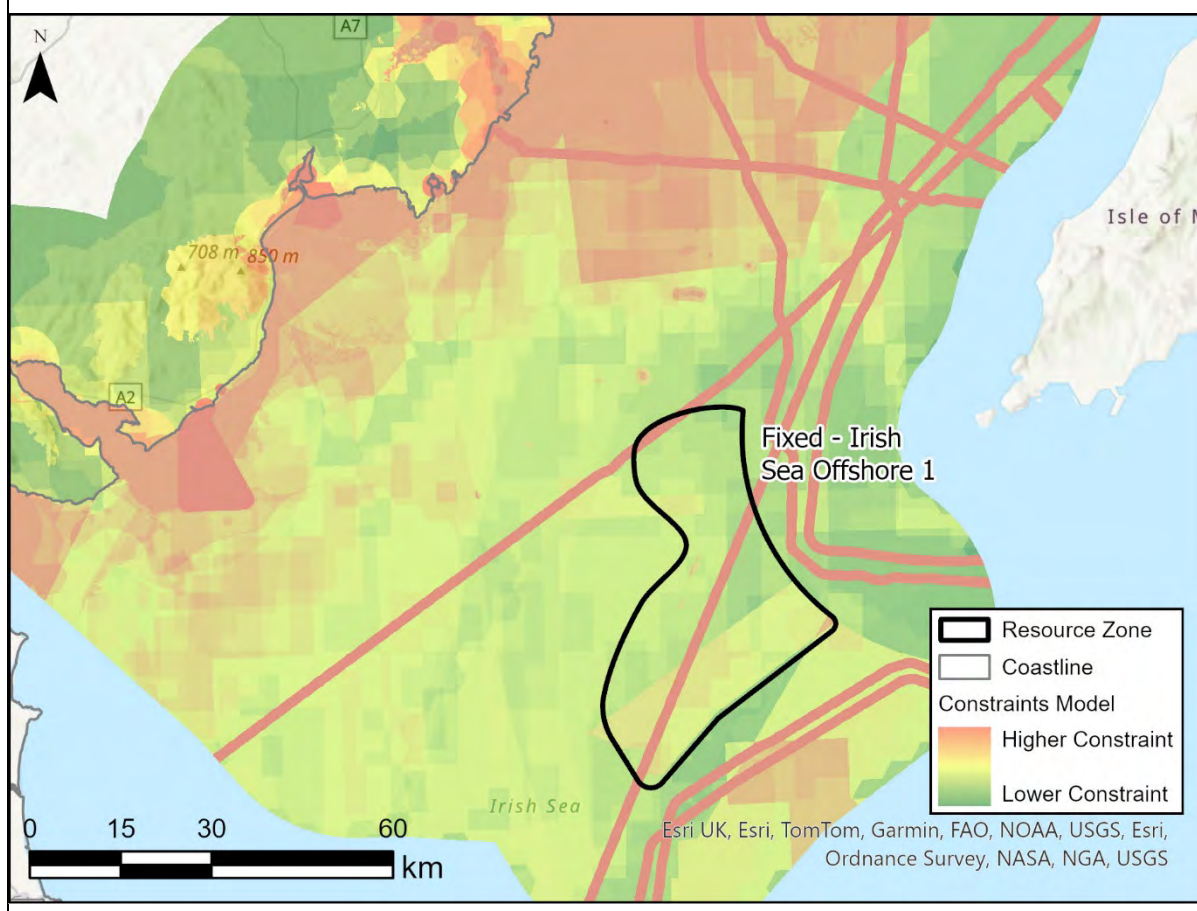 A7
N
Isle of M
708 m
850 m
A2
Fixed - Irish
Sea Offshore 1
Resource Zone
Coastline
Constraints Model
Higher Constraint
Lower Constraint
Irish Sea
0 15 30 60
km
Esri UK, Esri, TomTom, Garmin, FAO, NOAA, USGS, Esri,
Ordnance Survey, NASA, NGA, USGS